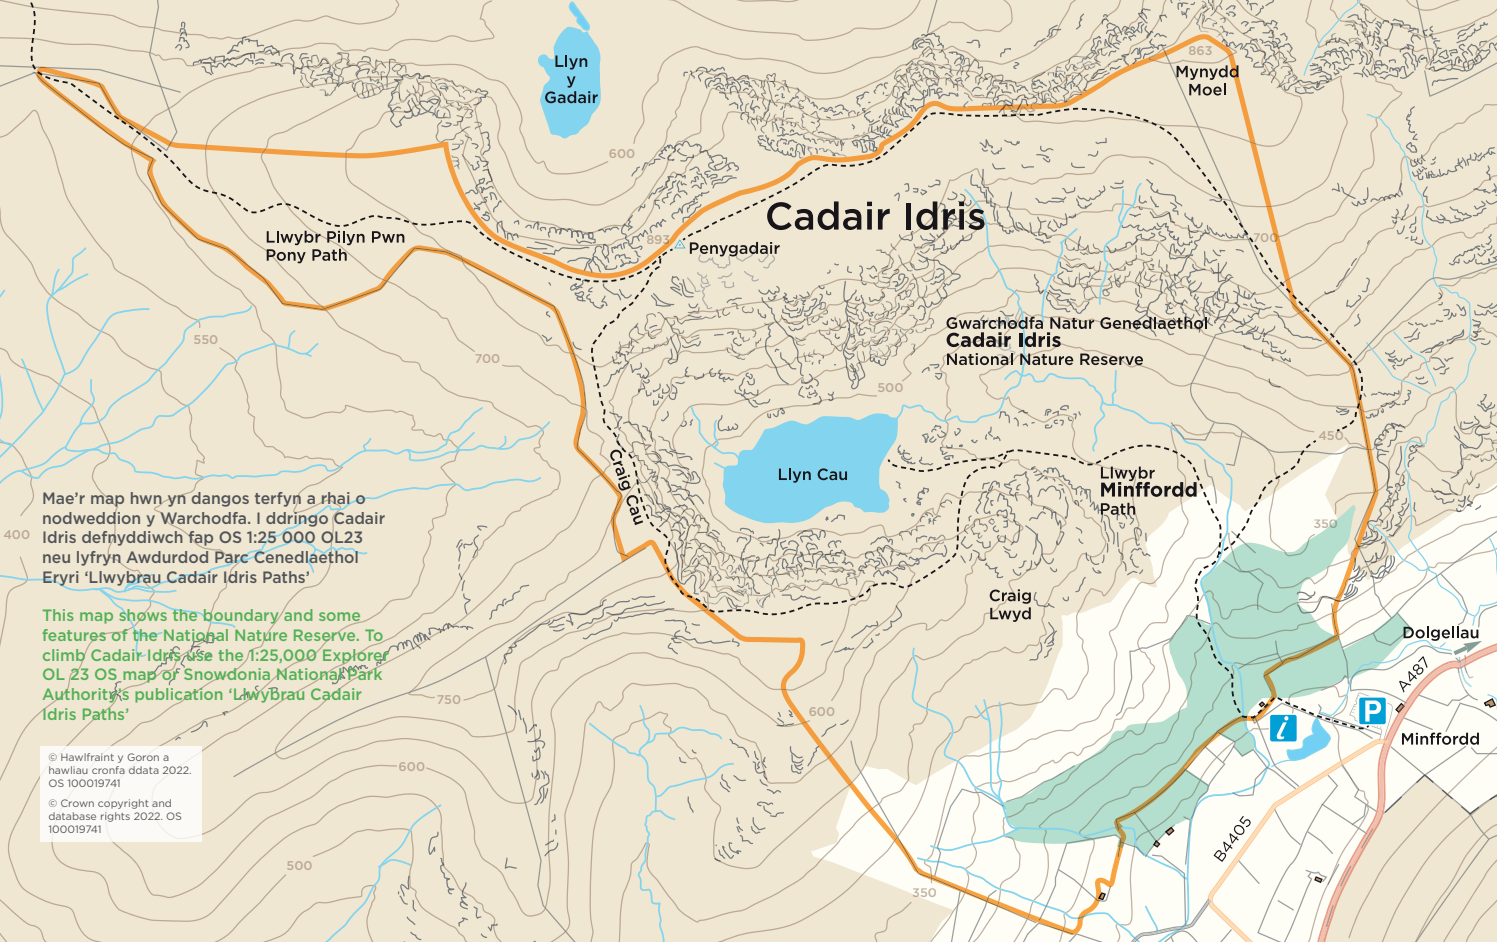 Llyn
y
Gadair
863
Mynydd
Moel
600
Cadair Idris
893
Penygadair
700
Llwybr Pilyn Pwn
Pony Path
Gwarchodfa Natur Genedlaethol
Cadair Idris
National Nature Reserve
550
700
500
450
Llyn Cau
Craig Cau
Llwybr
Minffordd
Path
350
400
Mae’r map hwn yn dangos terfyn a rhai o
nodweddion y Warchodfa. I ddringo Cadair
Idris defnyddiwch fap OS 1:25 000 OL23
neu lyfryn Awdurdod Parc Cenedlaethol
Eryri ‘Llwybrau Cadair Idris Paths’
This map shows the boundary and some
features of the National Nature Reserve. To
climb Cadair Idris use the 1:25,000 Explorer
OL 23 OS map or Snowdonia National Park
Authority’s publication ‘Llwybrau Cadair
Idris Paths’
Craig
Lwyd
Dolgellau
A487
750
600
P
i
Minffordd
© Hawlfraint y Goron a
hawliau cronfa ddata 2022.
OS 100019741
© Crown copyright and
database rights 2022. OS
100019741
600
B4405
500
350